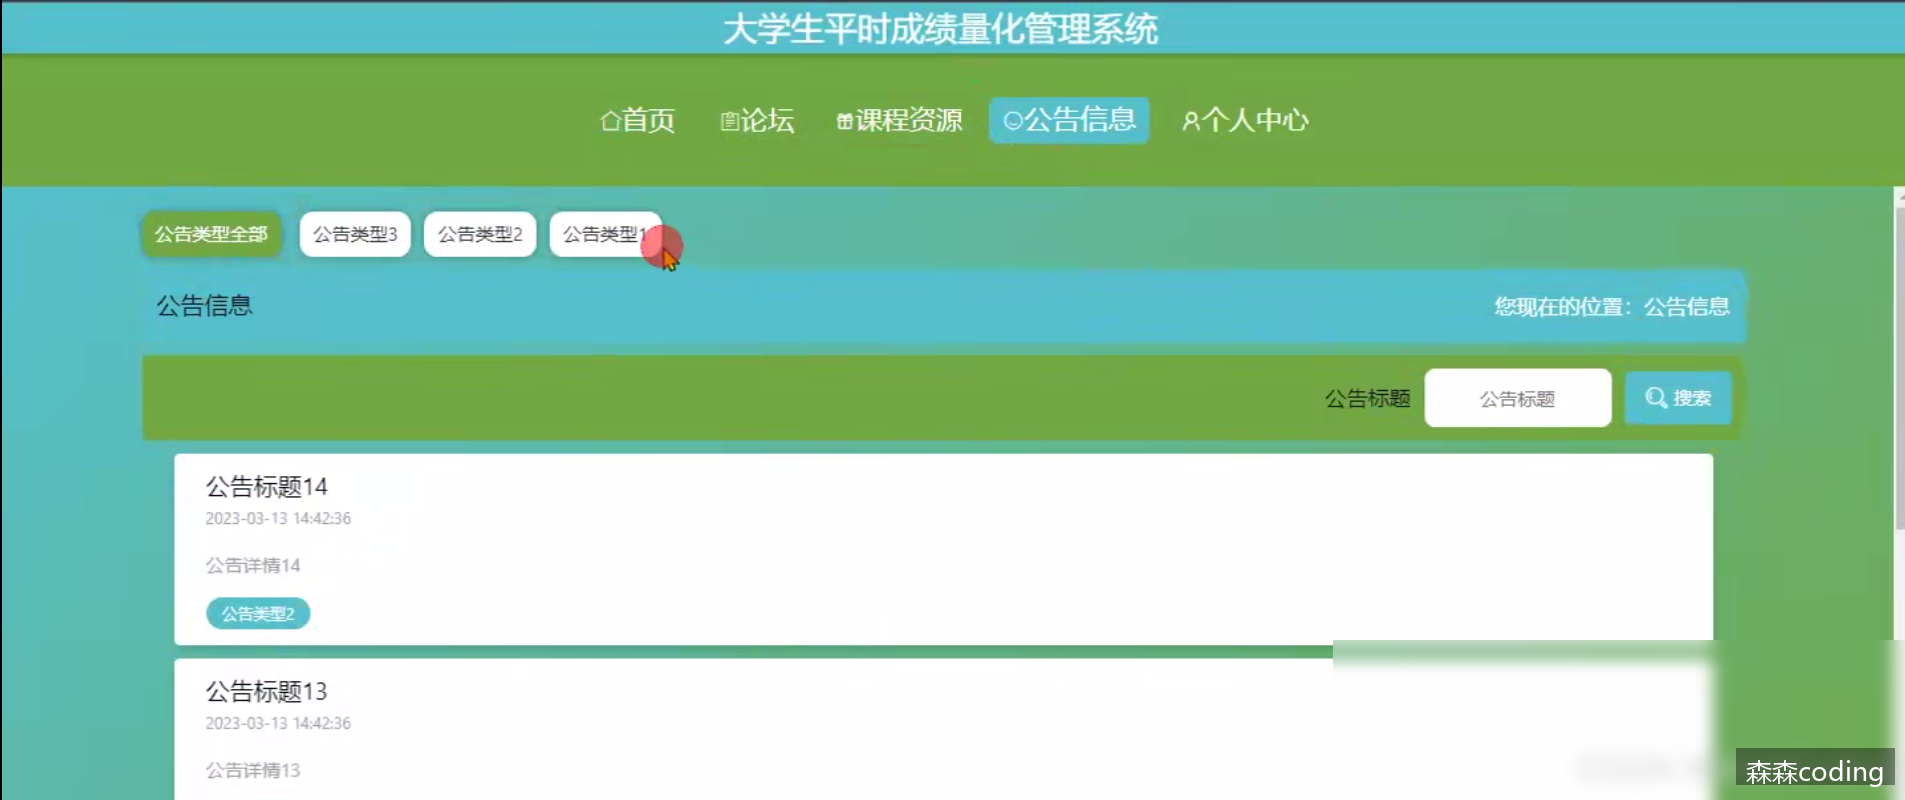 大学生平时成绩量化管理系统
首页 论坛 课程资源 公告信息 个人中心
公告类型全部 公告类型3 公告类型2 公告类型1
公告信息 您现在的位置：公告信息
公告标题 公告标题 搜索
公告标题14
2023-03-13 14:42:36
公告详情14
公告类型2
公告标题13
2023-03-13 14:42:36
公告详情13
森森coding